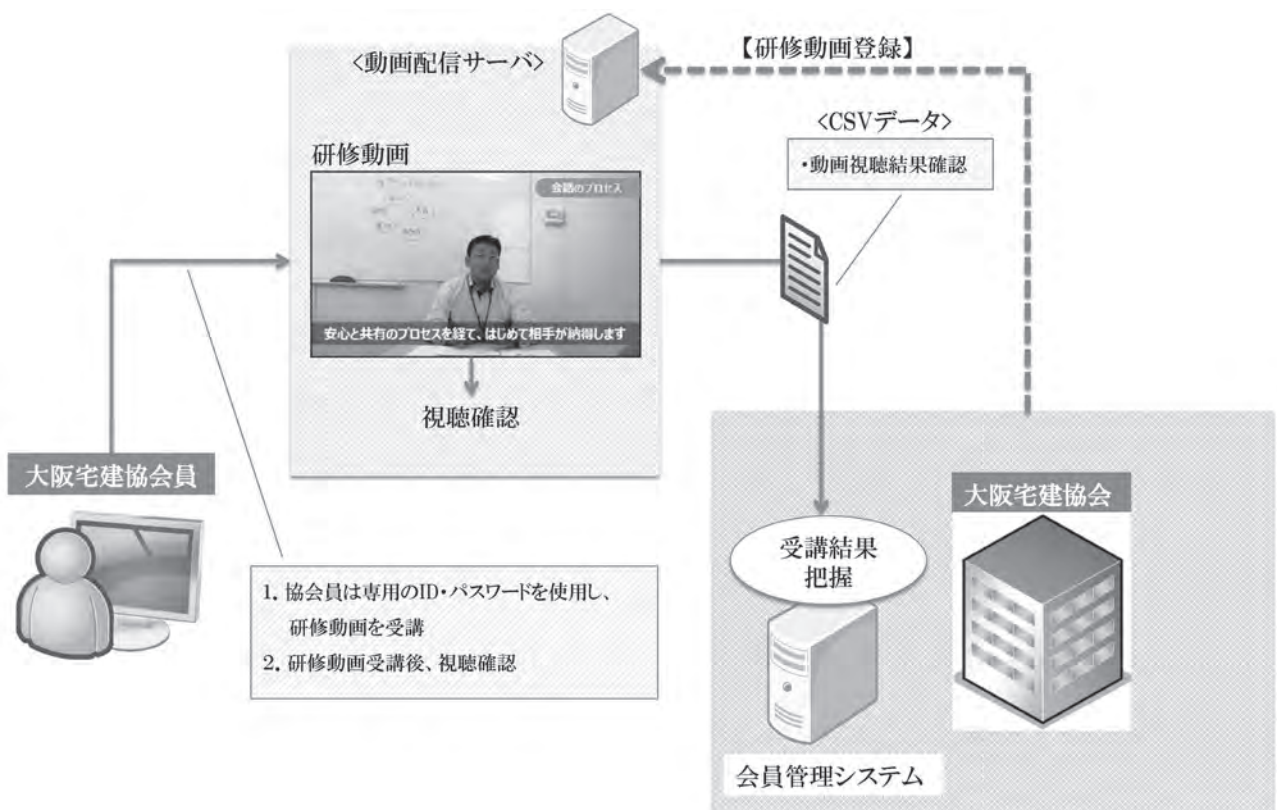 <動画配信サーバ>
【研修動画登録】
<CSVデータ>
・動画視聴結果確認
研修動画
会話のプロセス
安心と共有のプロセスを経て、はじめて相手が納得します
視聴確認
大阪宅建協会員
1. 協会員は専用のID・パスワードを使用し、
研修動画を受講
2. 研修動画受講後、視聴確認
大阪宅建協会
受講結果
把握
会員管理システム